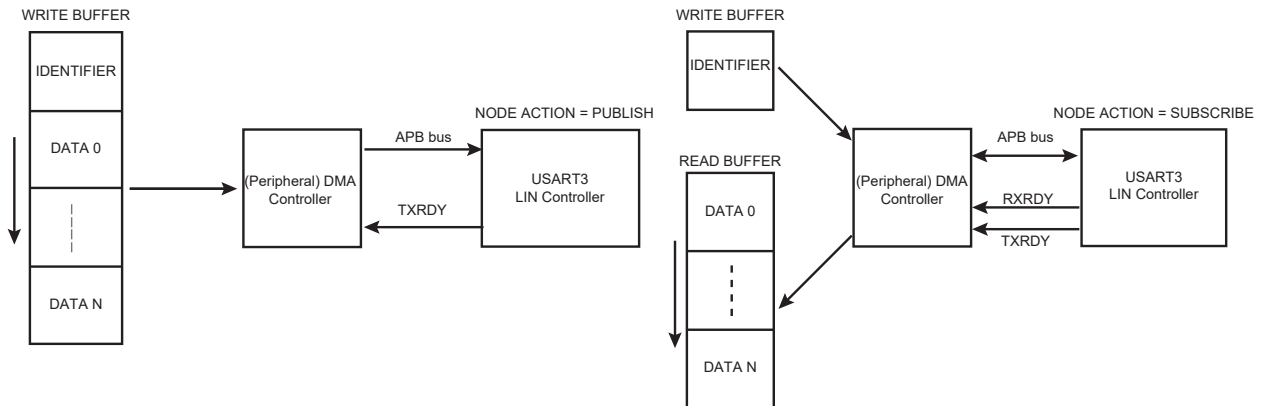 WRITE BUFFER
IDENTIFIER
DATA 0
DATA N
(Peripheral) DMA
Controller
APB bus
TXRDY
NODE ACTION = PUBLISH
USART3
LIN Controller
WRITE BUFFER
IDENTIFIER
READ BUFFER
DATA 0
DATA N
(Peripheral) DMA
Controller
APB bus
RXRDY
TXRDY
NODE ACTION = SUBSCRIBE
USART3
LIN Controller